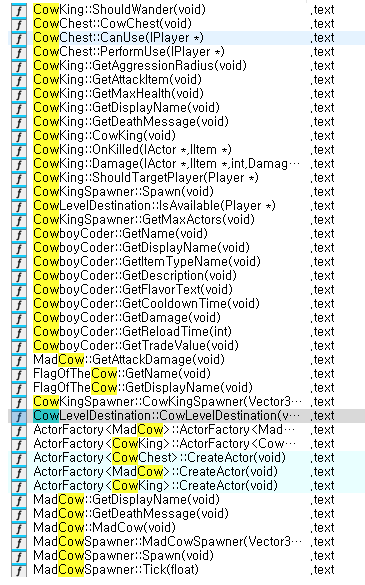 CowKing::ShouldWander(void) .text
CowChest::CowChest(void) .text
CowChest::CanUse(IPlayer *) .text
CowChest::PerformUse(IPlayer *) .text
CowKing::GetAggressionRadius(void) .text
CowKing::GetAttackItem(void) .text
CowKing::GetMaxHealth(void) .text
CowKing::GetDisplayName(void) .text
CowKing::GetDeathMessage(void) .text
CowKing::CowKing(void) .text
CowKing::OnKilled(IActor *,IItem *) .text
CowKing::Damage(IActor *,IItem *,int,Damag… .text
CowKing::ShouldTargetPlayer(Player *) .text
CowKingSpawner::Spawn(void) .text
CowLevelDestination::IsAvailable(Player *) .text
CowKingSpawner::GetMaxActors(void) .text
CowboyCoder::GetName(void) .text
CowboyCoder::GetDisplayName(void) .text
CowboyCoder::GetItemTypeName(void) .text
CowboyCoder::GetDescription(void) .text
CowboyCoder::GetFlavorText(void) .text
CowboyCoder::GetCooldownTime(void) .text
CowboyCoder::GetDamage(void) .text
CowboyCoder::GetReloadTime(int) .text
CowboyCoder::GetTradeValue(void) .text
MadCow::GetAttackDamage(void) .text
FlagOfTheCow::GetName(void) .text
FlagOfTheCow::GetDisplayName(void) .text
CowKingSpawner::CowKingSpawner(Vector3… .text
CowLevelDestination::CowLevelDestination(v… .text
ActorFactory<MadCow>::ActorFactory<Mad… .text
ActorFactory<CowKing>::ActorFactory<Cow… .text
ActorFactory<CowChest>::CreateActor(void) .text
ActorFactory<MadCow>::CreateActor(void) .text
ActorFactory<CowKing>::CreateActor(void) .text
MadCow::GetDisplayName(void) .text
MadCow::GetDeathMessage(void) .text
MadCow::MadCow(void) .text
MadCowSpawner::MadCowSpawner(Vector3… .text
MadCowSpawner::Spawn(void) .text
MadCowSpawner::Tick(float) .text